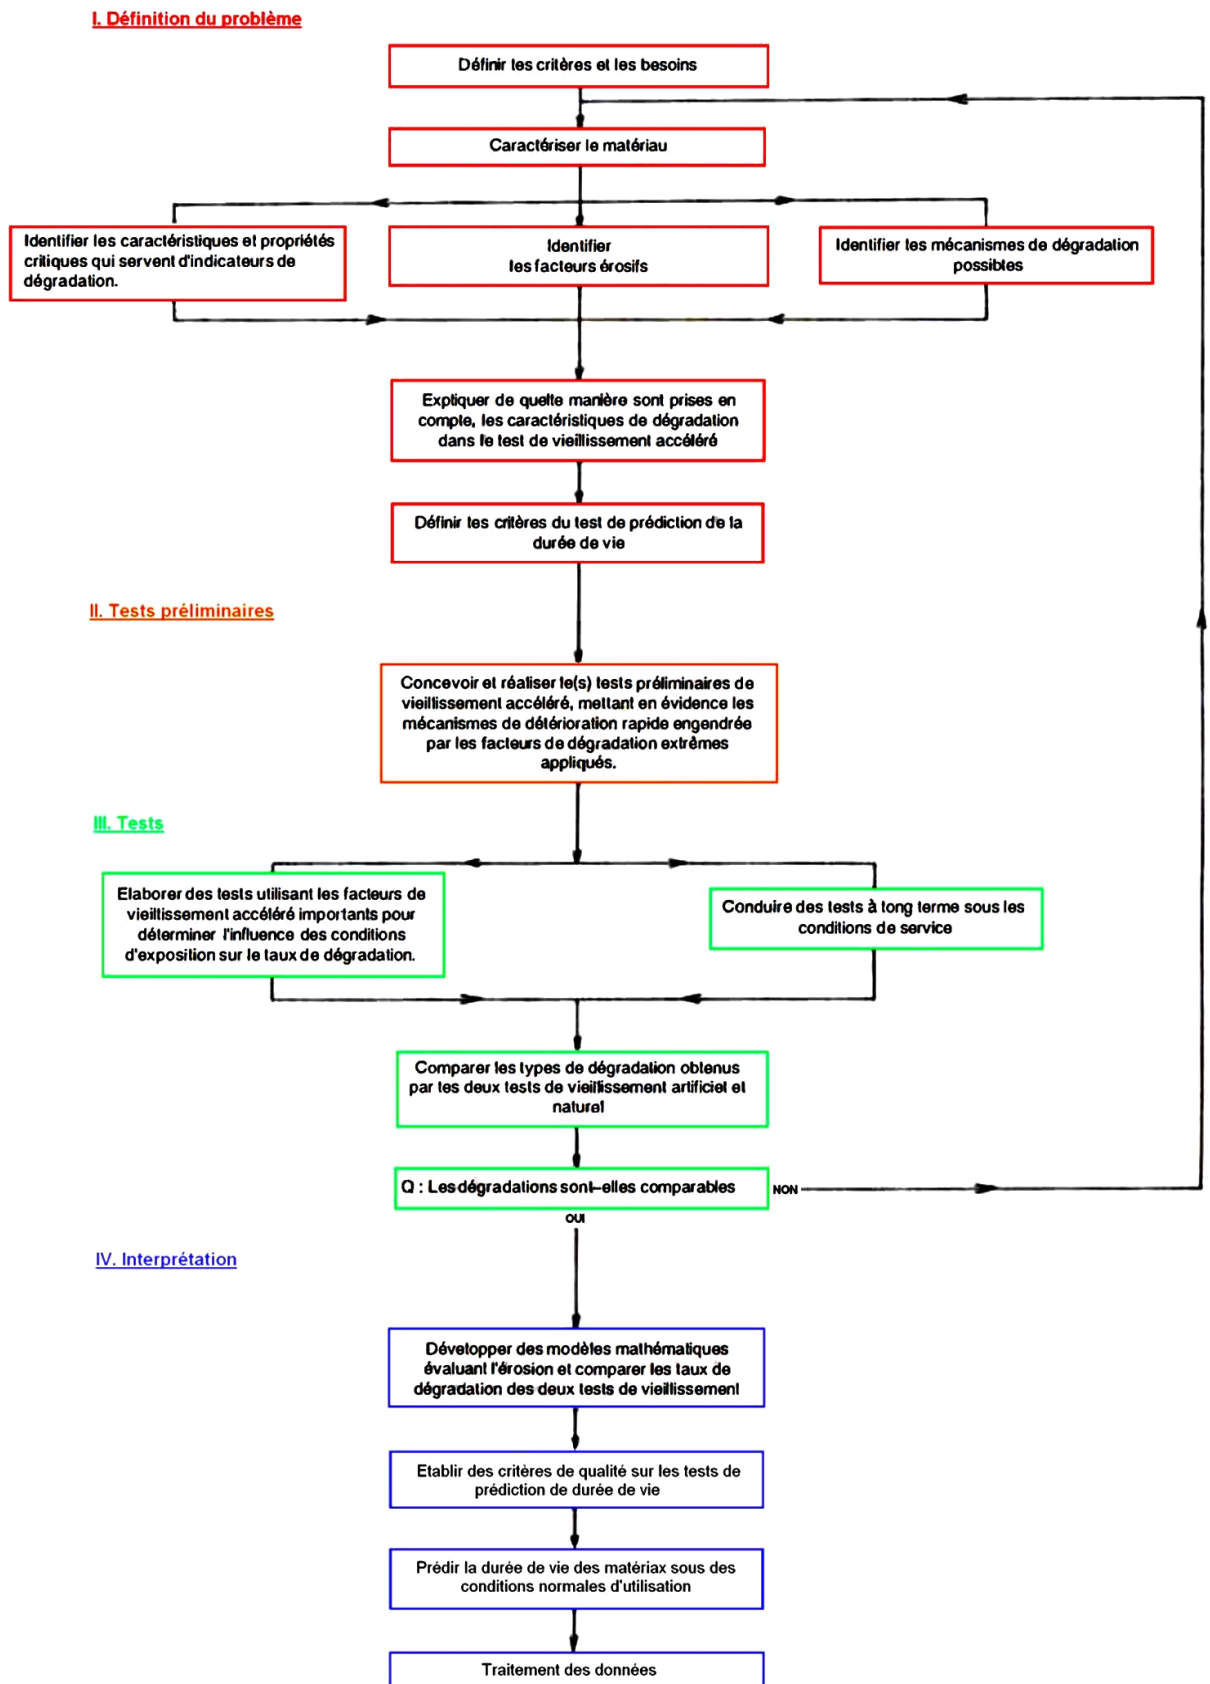 I. Définition du problème
Définir les critères et les besoins
Caractériser le matériau
Identifier les caractéristiques et propriétés
critiques qui servent d'indicateurs de
dégradation.
Identifier
les facteurs érosifs
Identifier les mécanismes de dégradation
possibles
Expliquer de quelle manière sont prises en
compte, les caractéristiques de dégradation
dans le test de vieillissement accéléré
Définir les critères du test de prédiction de la
durée de vie
II. Tests préliminaires
Concevoir et réaliser le(s) tests préliminaires de
vieillissement accéléré, mettant en évidence les
mécanismes de détérioration rapide engendrée
par les facteurs de dégradation extrêmes
appliqués.
III. Tests
Elaborer des tests utilisant les facteurs de
vieillissement accéléré importants pour
déterminer l'influence des conditions
d'exposition sur le taux de dégradation.
Conduire des tests à long terme sous les
conditions de service
Comparer les types de dégradation obtenus
par les deux tests de vieillissement artificiel et
naturel
Q : Les dégradations sont-elles comparables
NON
OUI
IV. Interprétation
Développer des modèles mathématiques
évaluant l'érosion et comparer les taux de
dégradation des deux tests de vieillissement
Etablir des critères de qualité sur les tests de
prédiction de durée de vie
Prédir la durée de vie des matériax sous des
conditions normales d'utilisation
Traitement des données